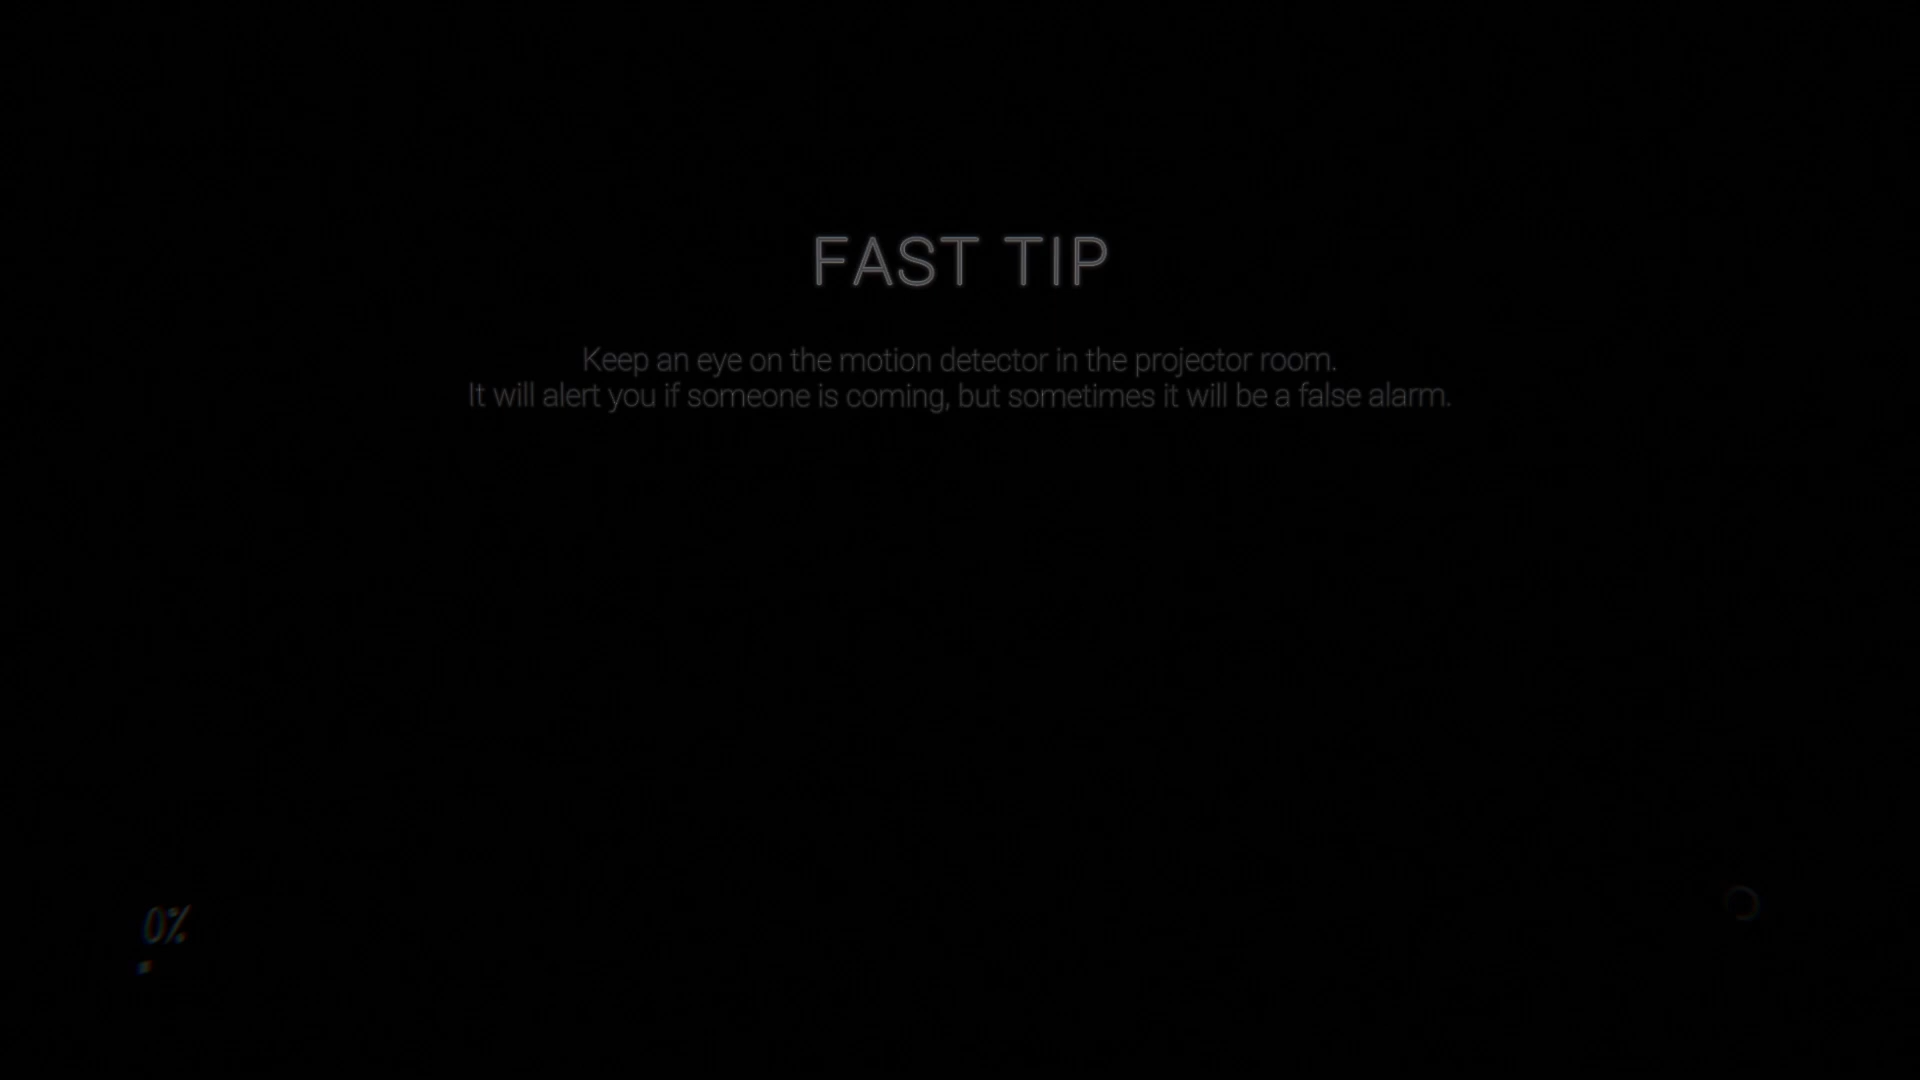 FAST TIP
Keep an eye on the motion detector in the projector room.
It will alert you if someone is coming, but sometimes it will be a false alarm.
0%